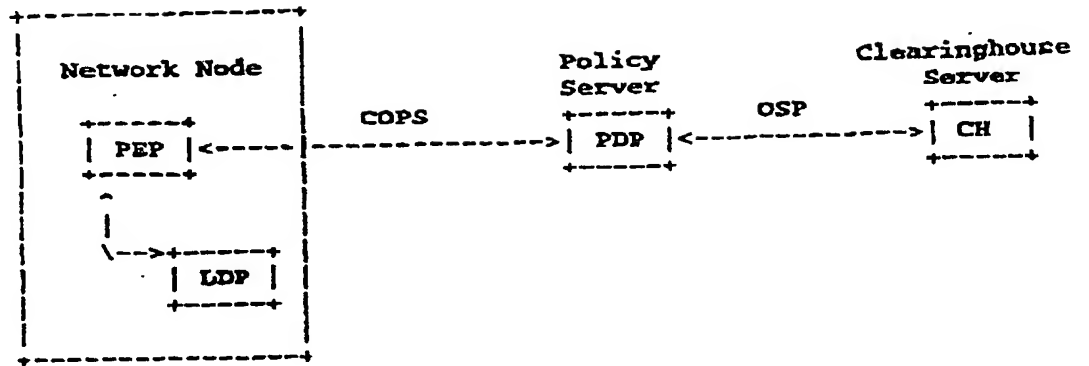 Network Node
Policy
Server
Clearinghouse
Server
COPS
OSP
PEP
PDP
CH
LDP